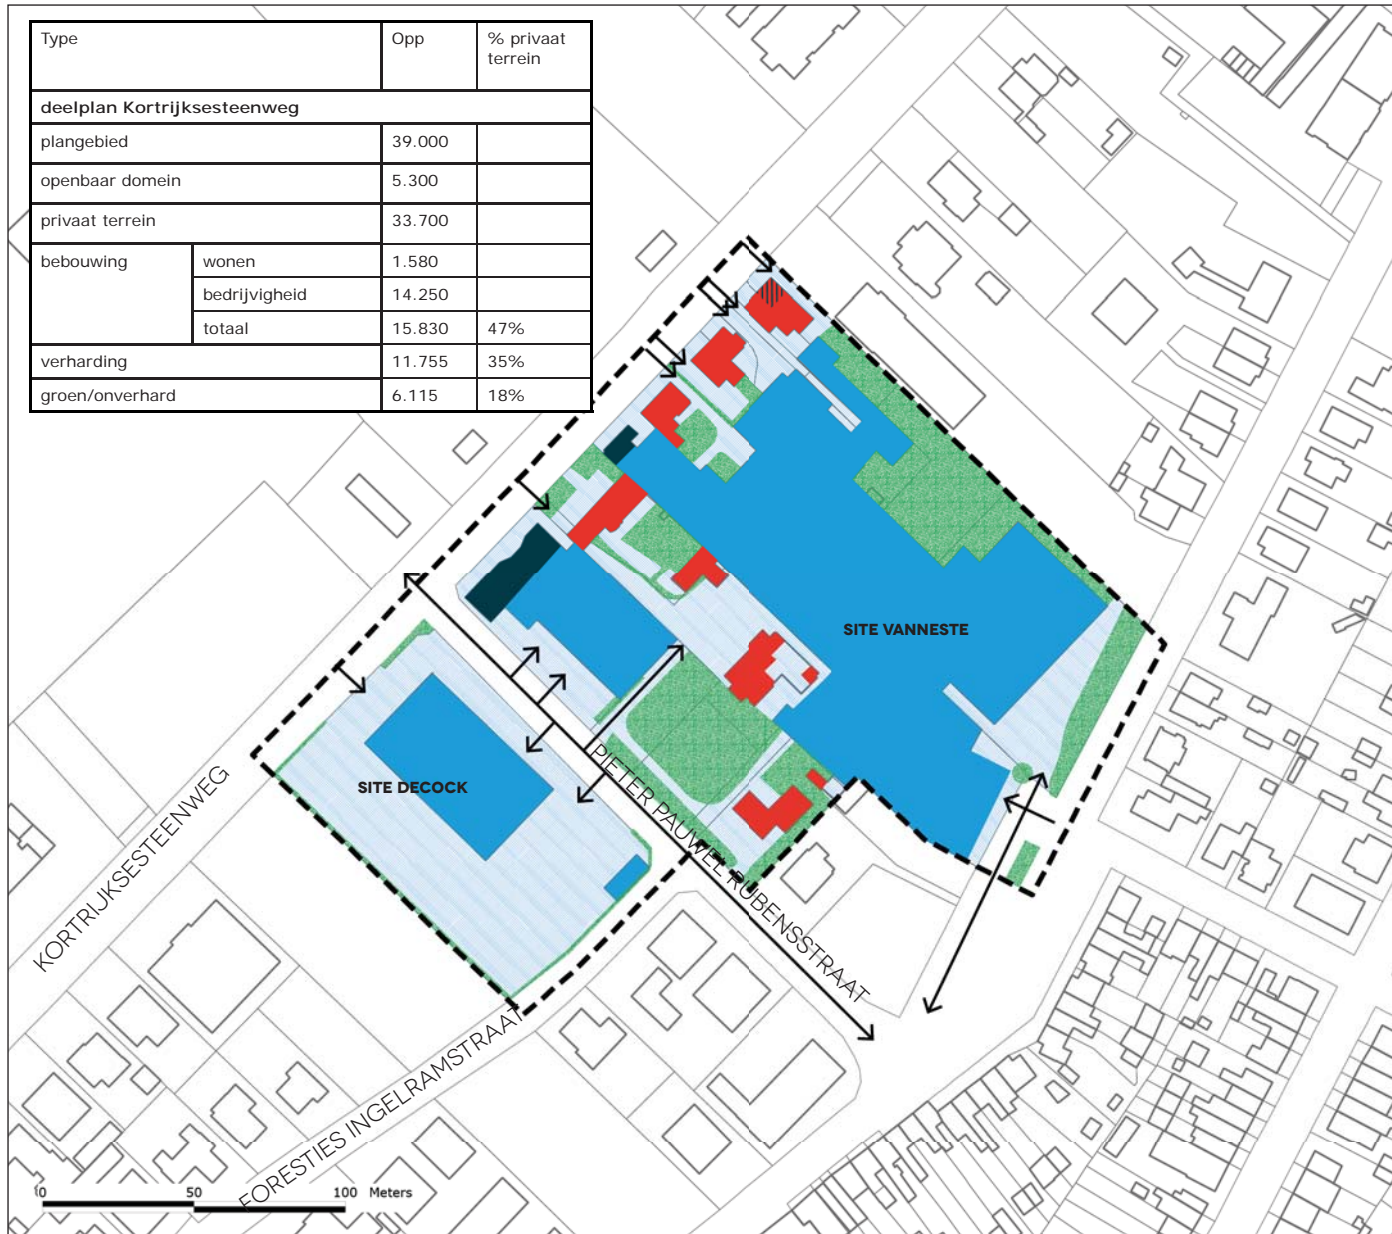 Type Opp % privaat
terrein
deelplan Kortrijksesteenweg
plangebied 39.000
openbaar domein 5.300
privaat terrein 33.700
bebouwing wonen 1.580
bedrijvigheid 14.250
totaal 15.830 47%
verharding 11.755 35%
groen/onverhard 6.115 18%
SITE VANNESTE
SITE DECOCK
KORTRIJKSESTEENWEG
PIETER PAUWEL RUBENSSTRAAT
FORESTIES INGELRAMSTRAAT
0 50 100 Meters